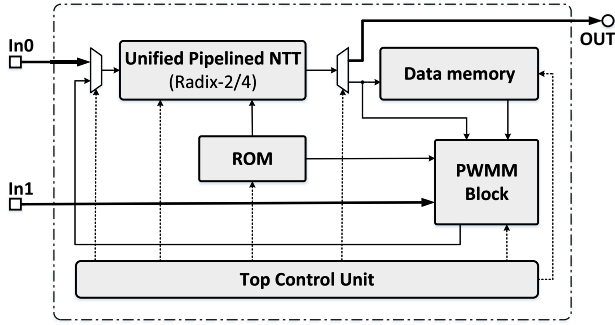 In0
Unified Pipelined NTT
(Radix-2/4)
Data memory
OUT
ROM
PWMM
Block
In1
Top Control Unit